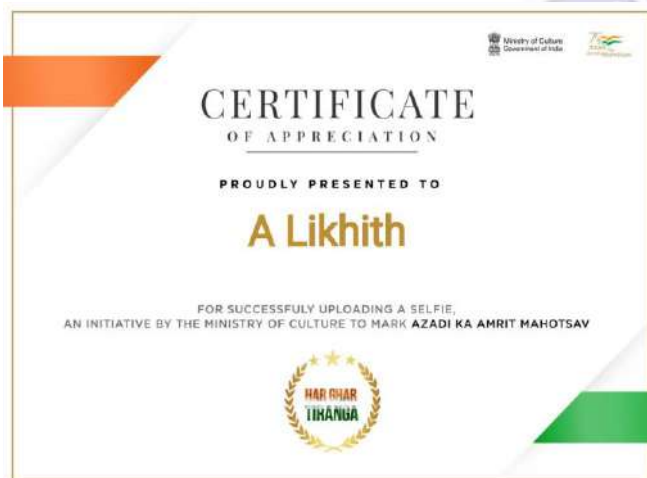 Ministry of Culture
Government of India
CERTIFICATE
OF APPRECIATION
PROUDLY PRESENTED TO
A Likhith
FOR SUCCESSFULY UPLOADING A SELFIE,
AN INITIATIVE BY THE MINISTRY OF CULTURE TO MARK AZADI KA AMRIT MAHOTSAV
HAR GHAR
TIRANGA